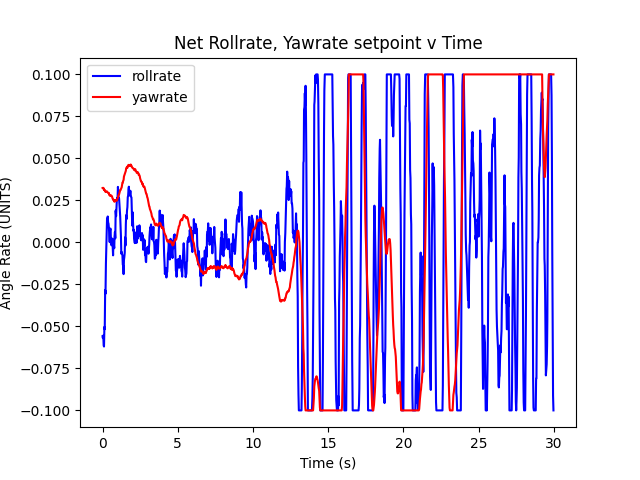 Net Rollrate, Yawrate setpoint v Time
rollrate
yawrate
Angle Rate (UNITS)
0.100
0.075
0.050
0.025
0.000
−0.025
−0.050
−0.075
−0.100
0 5 10 15 20 25 30
Time (s)